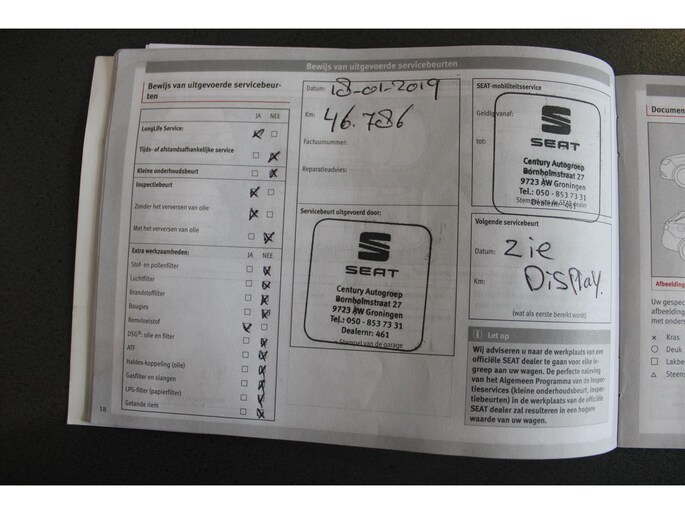 Bewijs van uitgevoerde servicebeurten
Bewijs van uitgevoerde servicebeur-
ten
JA NEE
LongLife Service:
Tijds- of afstandsafhankelijke service
Kleine onderhoudsbeurt
Inspectiebeurt
Zonder het verversen van olie
Met het verversen van olie
Extra werkzaamheden: JA NEE
Stof- en pollenfilter
Luchtfilter
Brandstoffilter
Bougies
Remvloeistof
DSG®: olie en filter
ATF
Haldex-koppeling (olie)
Gasfilter en slangen
LPG-filter (papierfilter)
Getande riem
18
Datum: 18-01-2019
Km: 46.786
Factuurnummer:
Reparatieadvies:
Servicebeurt uitgevoerd door:
SEAT
Century Autogroep
Bornholmstraat 27
9723 AW Groningen
Tel.: 050 - 853 73 31
Dealernr: 461
Stempel van de garage
SEAT-mobiliteitsservice
Geldig vanaf:
tot:
SEAT
Century Autogroep
Bornholmstraat 27
9723 AW Groningen
Tel.: 050 - 853 73 31
Dealernr: 461
Volgende servicebeurt
Datum: zie
Km: DISPlAY.
(wat als eerste bereikt wordt)
i Let op
Wij adviseren u naar de werkplaats van een
officiële SEAT dealer te gaan voor elke in-
greep aan uw wagen. De perfecte naleving
van het Algemeen Programma van de Inspec-
tieservices (kleine onderhoudsbeurt, inspec-
tiebeurten) in de werkplaats van de officiële
SEAT dealer zal resulteren in een hogere
waarde van uw wagen.
Documen
Afbeelding
afbeelding
Uw gespec
met onders
× Kras
○ Deuk
□ Lakbe
△ Steens